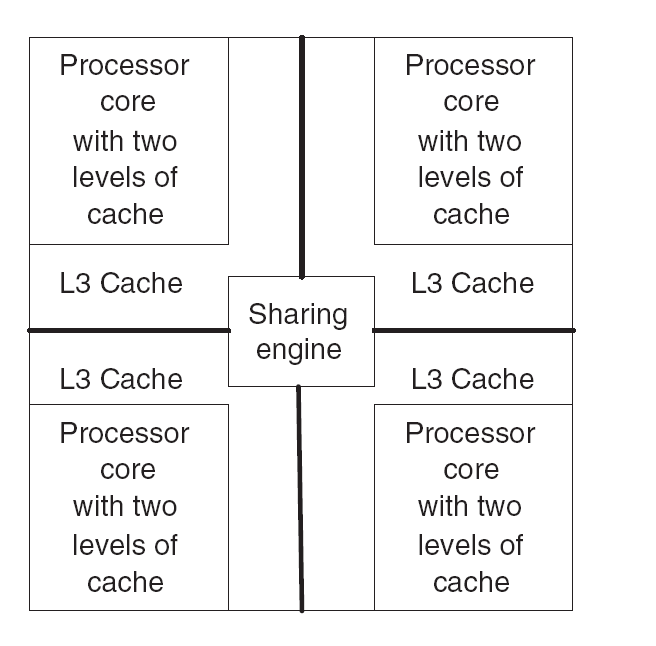 Processor
core
with two
levels of
cache
Processor
core
with two
levels of
cache
L3 Cache
L3 Cache
Sharing
engine
L3 Cache
L3 Cache
Processor
core
with two
levels of
cache
Processor
core
with two
levels of
cache